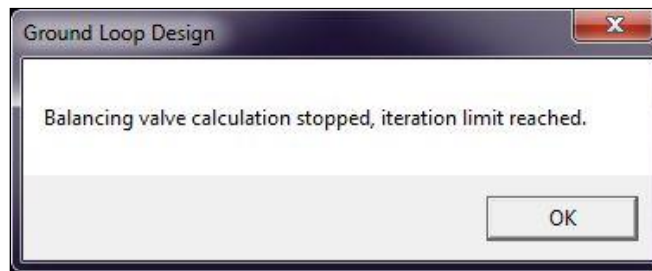 Ground Loop Design
Balancing valve calculation stopped, iteration limit reached.
OK